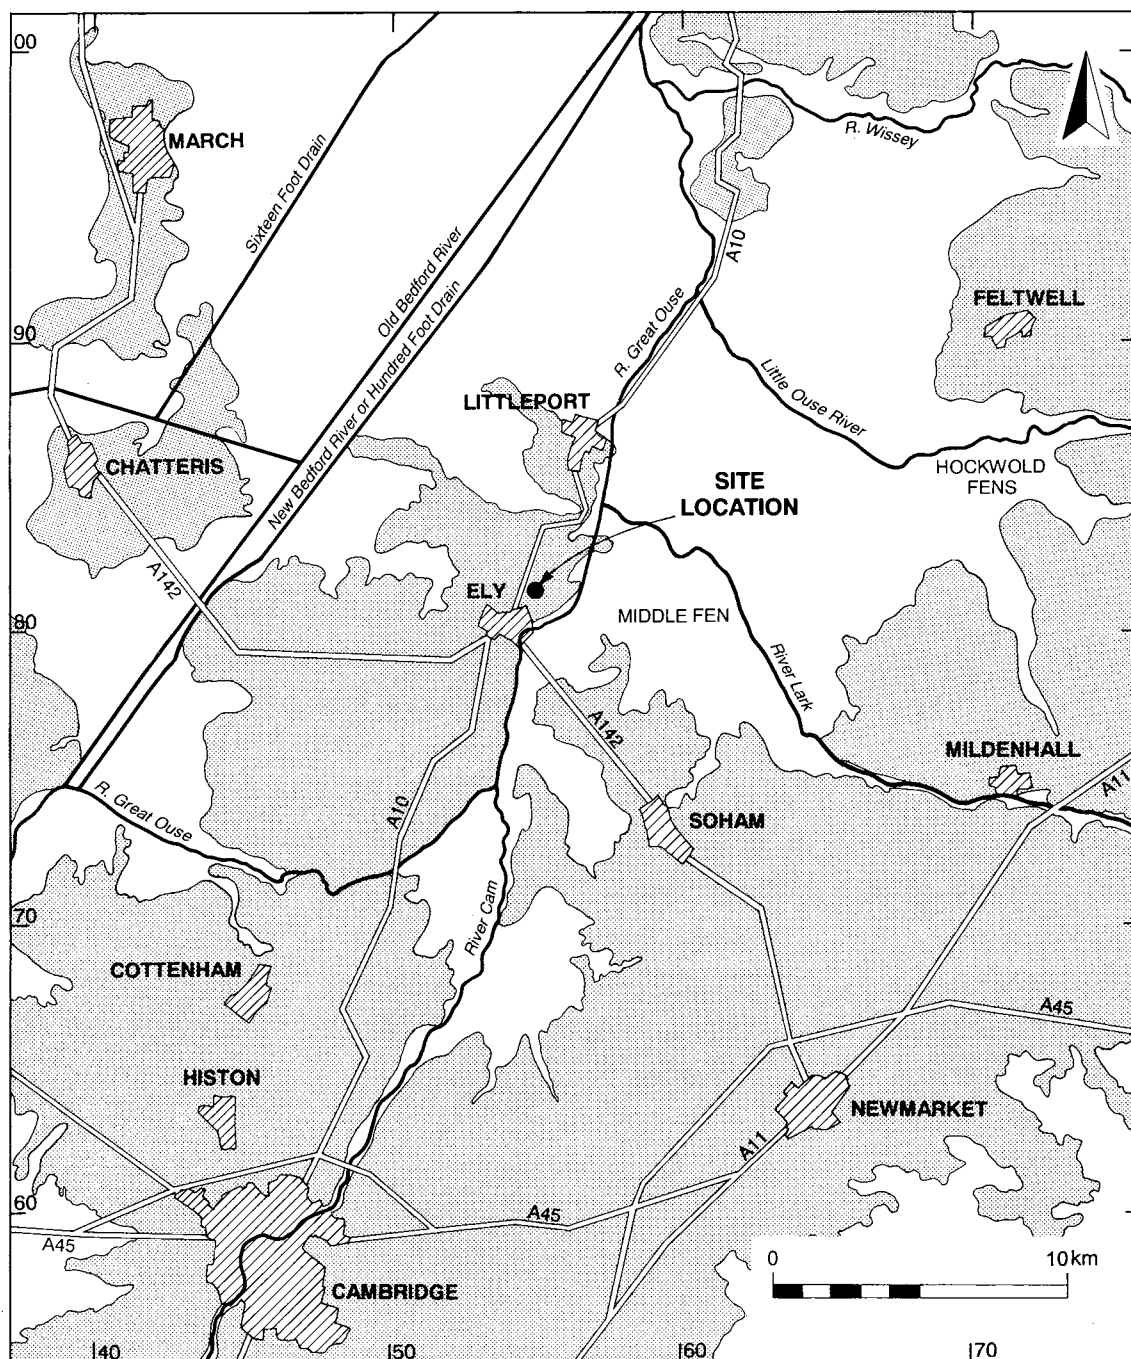 00
MARCH
R. Wissey
Sixteen Foot Drain
A10
Old Bedford River
New Bedford River or Hundred Foot Drain
FELTWELL
90
R. Great Ouse
LITTLEPORT
Little Ouse River
CHATTERIS
HOCKWOLD
FENS
SITE
LOCATION
A142
ELY
80
MIDDLE FEN
River Lark
A142
MILDENHALL
A11
R. Great Ouse
A10
SOHAM
70
River Cam
COTTENHAM
A45
HISTON
NEWMARKET
A11
60
A45
A45
0
10km
CAMBRIDGE
40
50
60
70